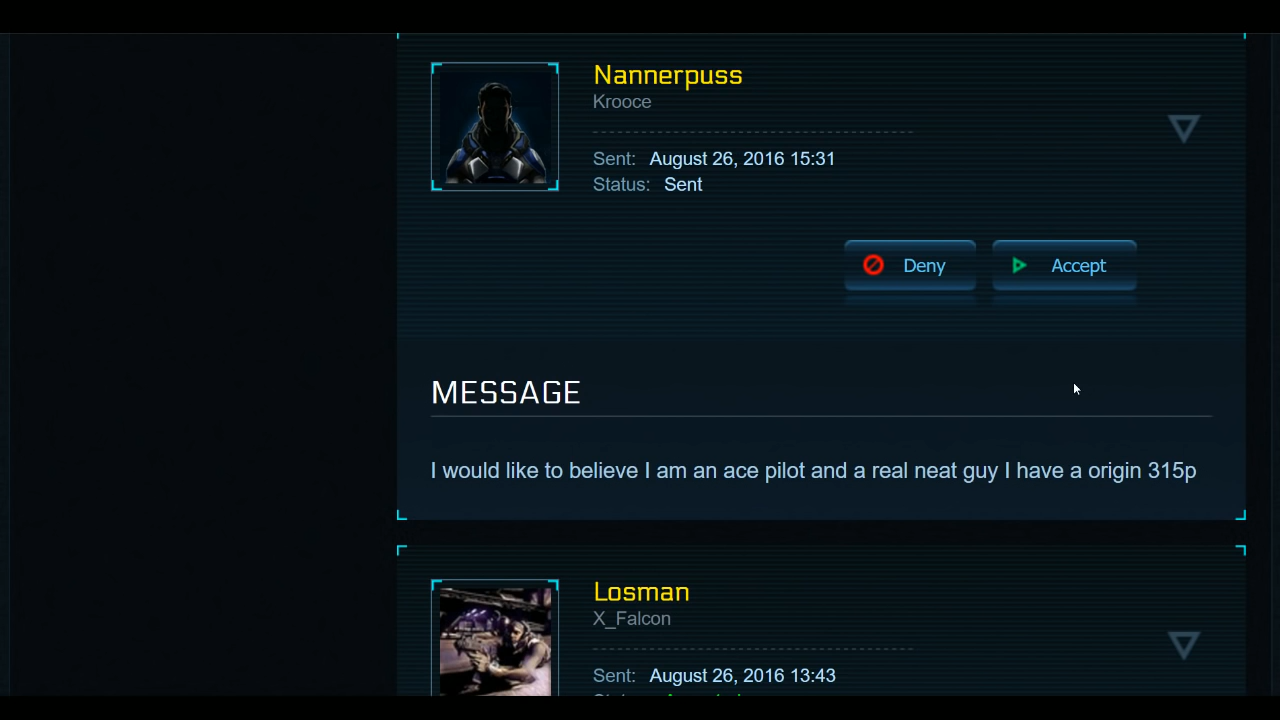 Nannerpuss
Krooce
Sent: August 26, 2016 15:31
Status: Sent
Deny Accept
MESSAGE
I would like to believe I am an ace pilot and a real neat guy I have a origin 315p
Losman
X_Falcon
Sent: August 26, 2016 13:43